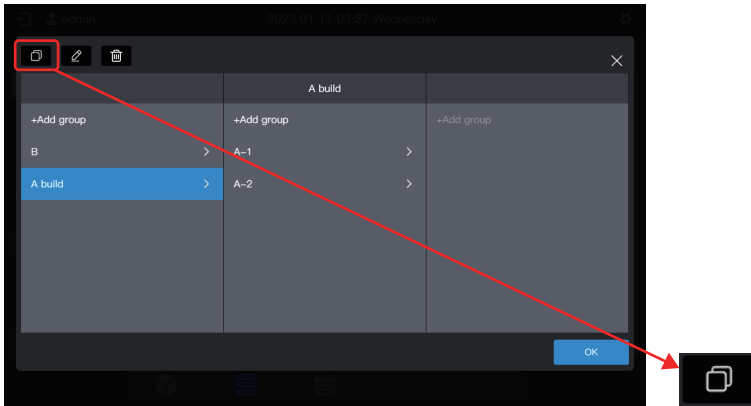 admin
2023 01 11 03:27 Wednesday
A build
+Add group
+Add group
+Add group
B
A-1
A build
A-2
OK